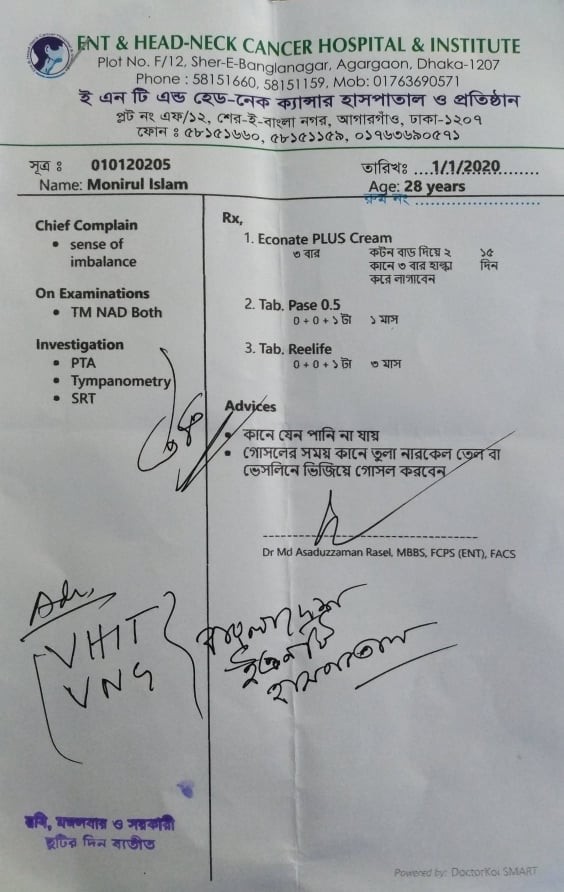 ENT & HEAD-NECK CANCER HOSPITAL & INSTITUTE
Plot No. F/12, Sher-E-Banglanagar, Agargaon, Dhaka-1207
Phone : 58151660, 58151159, Mob: 01763690571
ই এন টি এন্ড হেড-নেক ক্যান্সার হাসপাতাল ও প্রতিষ্ঠান
প্লট নং এফ/১২, শের-ই-বাংলা নগর, আগারগাঁও, ঢাকা-১২০৭
ফোন : ৫৮১৫১৬৬০, ৫৮১৫১১৫৯, ০১৭৬৩৬৯০৫৭১
সূত্র : 010120205
তারিখঃ 1/1/2020
Name: Monirul Islam
Age: 28 years
রুম নং
Chief Complain
• sense of
imbalance
On Examinations
• TM NAD Both
Investigation
• PTA
• Tympanometry
• SRT
Rx,
1. Econate PLUS Cream
৩ বার কটন বাড দিয়ে ২ ১৫
কানে ৩ বার হাল্কা দিন
করে লাগাবেন
2. Tab. Pase 0.5
0 + 0 + ১ টা ১ মাস
3. Tab. Reelife
0 + 0 + ১ টা ৩ মাস
Advices
• কানে যেন পানি না যায়
• গোসলের সময় কানে তুলা নারকেল তেল বা
ভেসলিনে ভিজিয়ে গোসল করবেন
Dr Md Asaduzzaman Rasel, MBBS, FCPS (ENT), FACS
Adv,
VHIT
VNG
বাংলাদেশ
ইএনটি
হাসপাতাল
রবি, মঙ্গলবার ও সরকারী
ছুটির দিন ব্যতীত
Powered by: DoctorKoi SMART